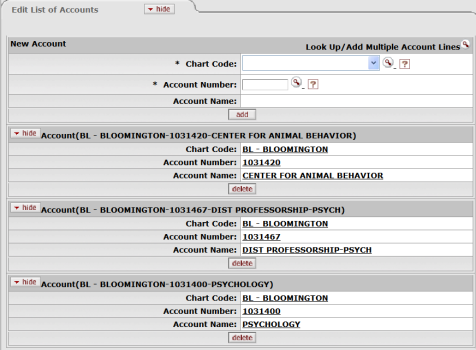 Edit List of Accounts hide
New Account Look Up/Add Multiple Account Lines
* Chart Code: ?
* Account Number: ?
Account Name:
add
hide Account(BL - BLOOMINGTON-1031420-CENTER FOR ANIMAL BEHAVIOR)
Chart Code: BL - BLOOMINGTON
Account Number: 1031420
Account Name: CENTER FOR ANIMAL BEHAVIOR
delete
hide Account(BL - BLOOMINGTON-1031467-DIST PROFESSORSHIP-PSYCH)
Chart Code: BL - BLOOMINGTON
Account Number: 1031467
Account Name: DIST PROFESSORSHIP-PSYCH
delete
hide Account(BL - BLOOMINGTON-1031400-PSYCHOLOGY)
Chart Code: BL - BLOOMINGTON
Account Number: 1031400
Account Name: PSYCHOLOGY
delete